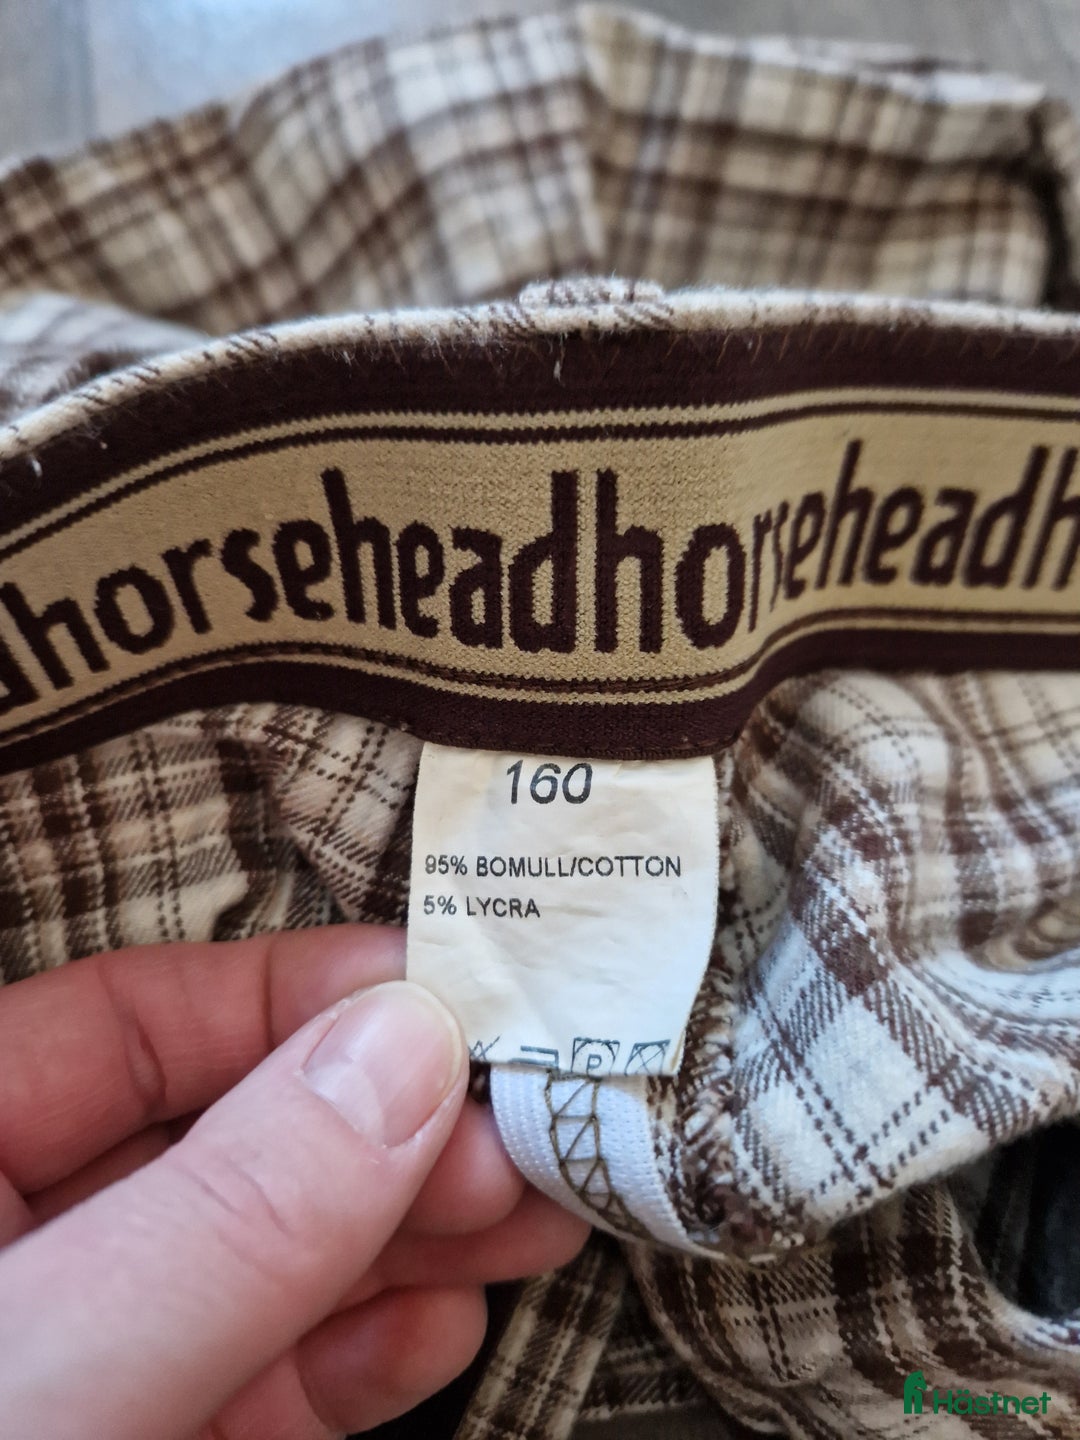 dhorseheadhorseheadh
160
95% BOMULL/COTTON
5% LYCRA
P
Hästnet